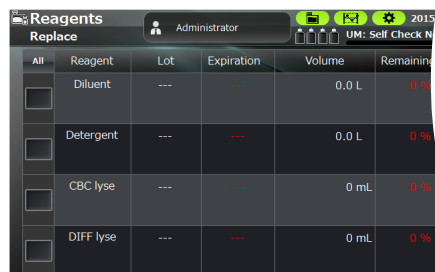 Reagents
Replace
Administrator
2015
UM: Self Check N
All Reagent Lot Expiration Volume Remaining
Diluent --- --- 0.0 L 0 %
Detergent --- --- 0.0 L 0 %
CBC lyse --- --- 0 mL 0 %
DIFF lyse --- --- 0 mL 0 %